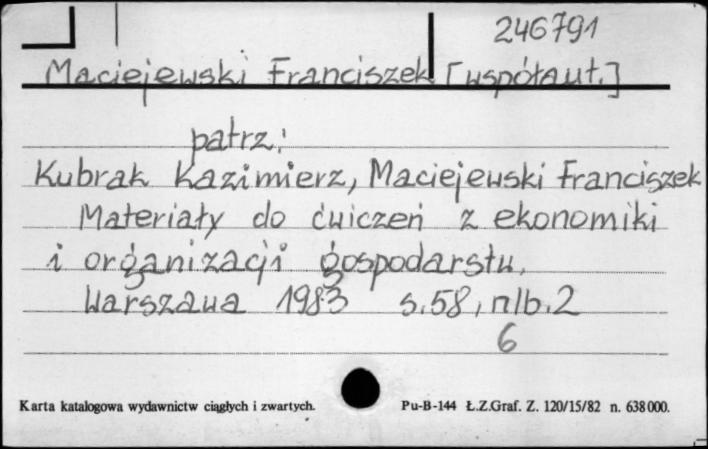 246791
Maciejewski Franciszek [współaut.]
patrz:
Kubrak Kazimierz, Maciejewski Franciszek
Materiały do ćwiczeń z ekonomiki
i organizacji gospodarstw.
Warszawa 1983 s.58, nlb.2
6
Karta katalogowa wydawnictw ciągłych i zwartych. Pu-B-144 Ł.Z.Graf. Z. 120/15/82 n. 638000.